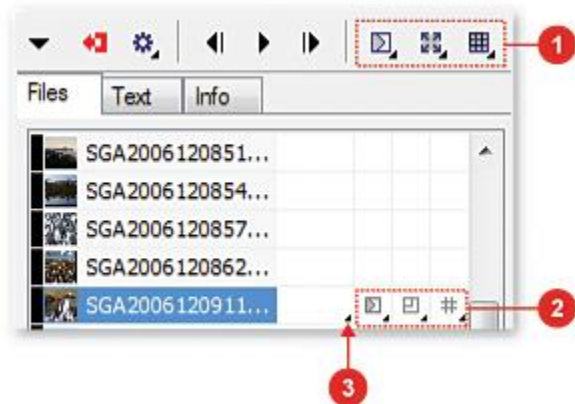 1
Files Text Info
SGA2006120851...
SGA2006120854...
SGA2006120857...
SGA2006120862...
SGA2006120911...
2
3